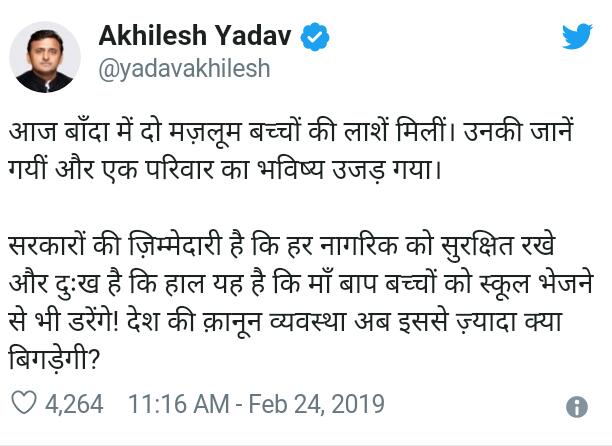 Akhilesh Yadav
@yadavakhilesh
आज बाँदा में दो मज़लूम बच्चों की लाशें मिलीं। उनकी जानें
गयीं और एक परिवार का भविष्य उजड़ गया।
सरकारों की ज़िम्मेदारी है कि हर नागरिक को सुरक्षित रखे
और दुःख है कि हाल यह है कि माँ बाप बच्चों को स्कूल भेजने
से भी डरेंगे! देश की क़ानून व्यवस्था अब इससे ज़्यादा क्या
बिगड़ेगी?
4,264 11:16 AM - Feb 24, 2019